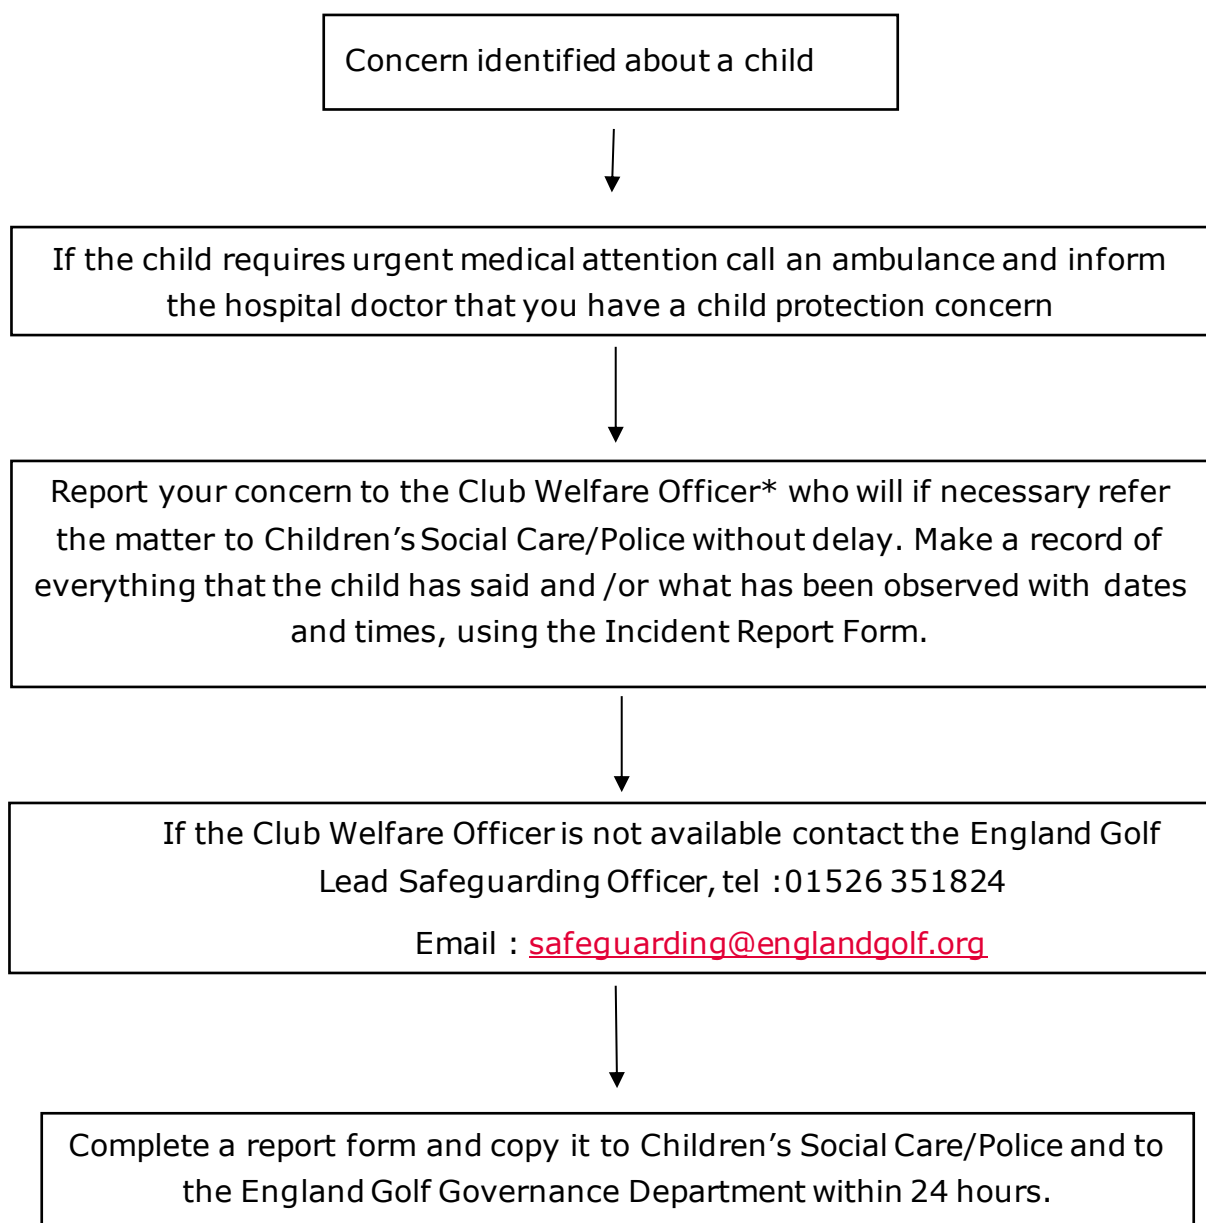 Concern identified about a child
If the child requires urgent medical attention call an ambulance and inform
the hospital doctor that you have a child protection concern
Report your concern to the Club Welfare Officer* who will if necessary refer
the matter to Children’s Social Care/Police without delay. Make a record of
everything that the child has said and /or what has been observed with dates
and times, using the Incident Report Form.
If the Club Welfare Officer is not available contact the England Golf
Lead Safeguarding Officer, tel :01526 351824
Email : safeguarding@englandgolf.org
Complete a report form and copy it to Children’s Social Care/Police and to
the England Golf Governance Department within 24 hours.